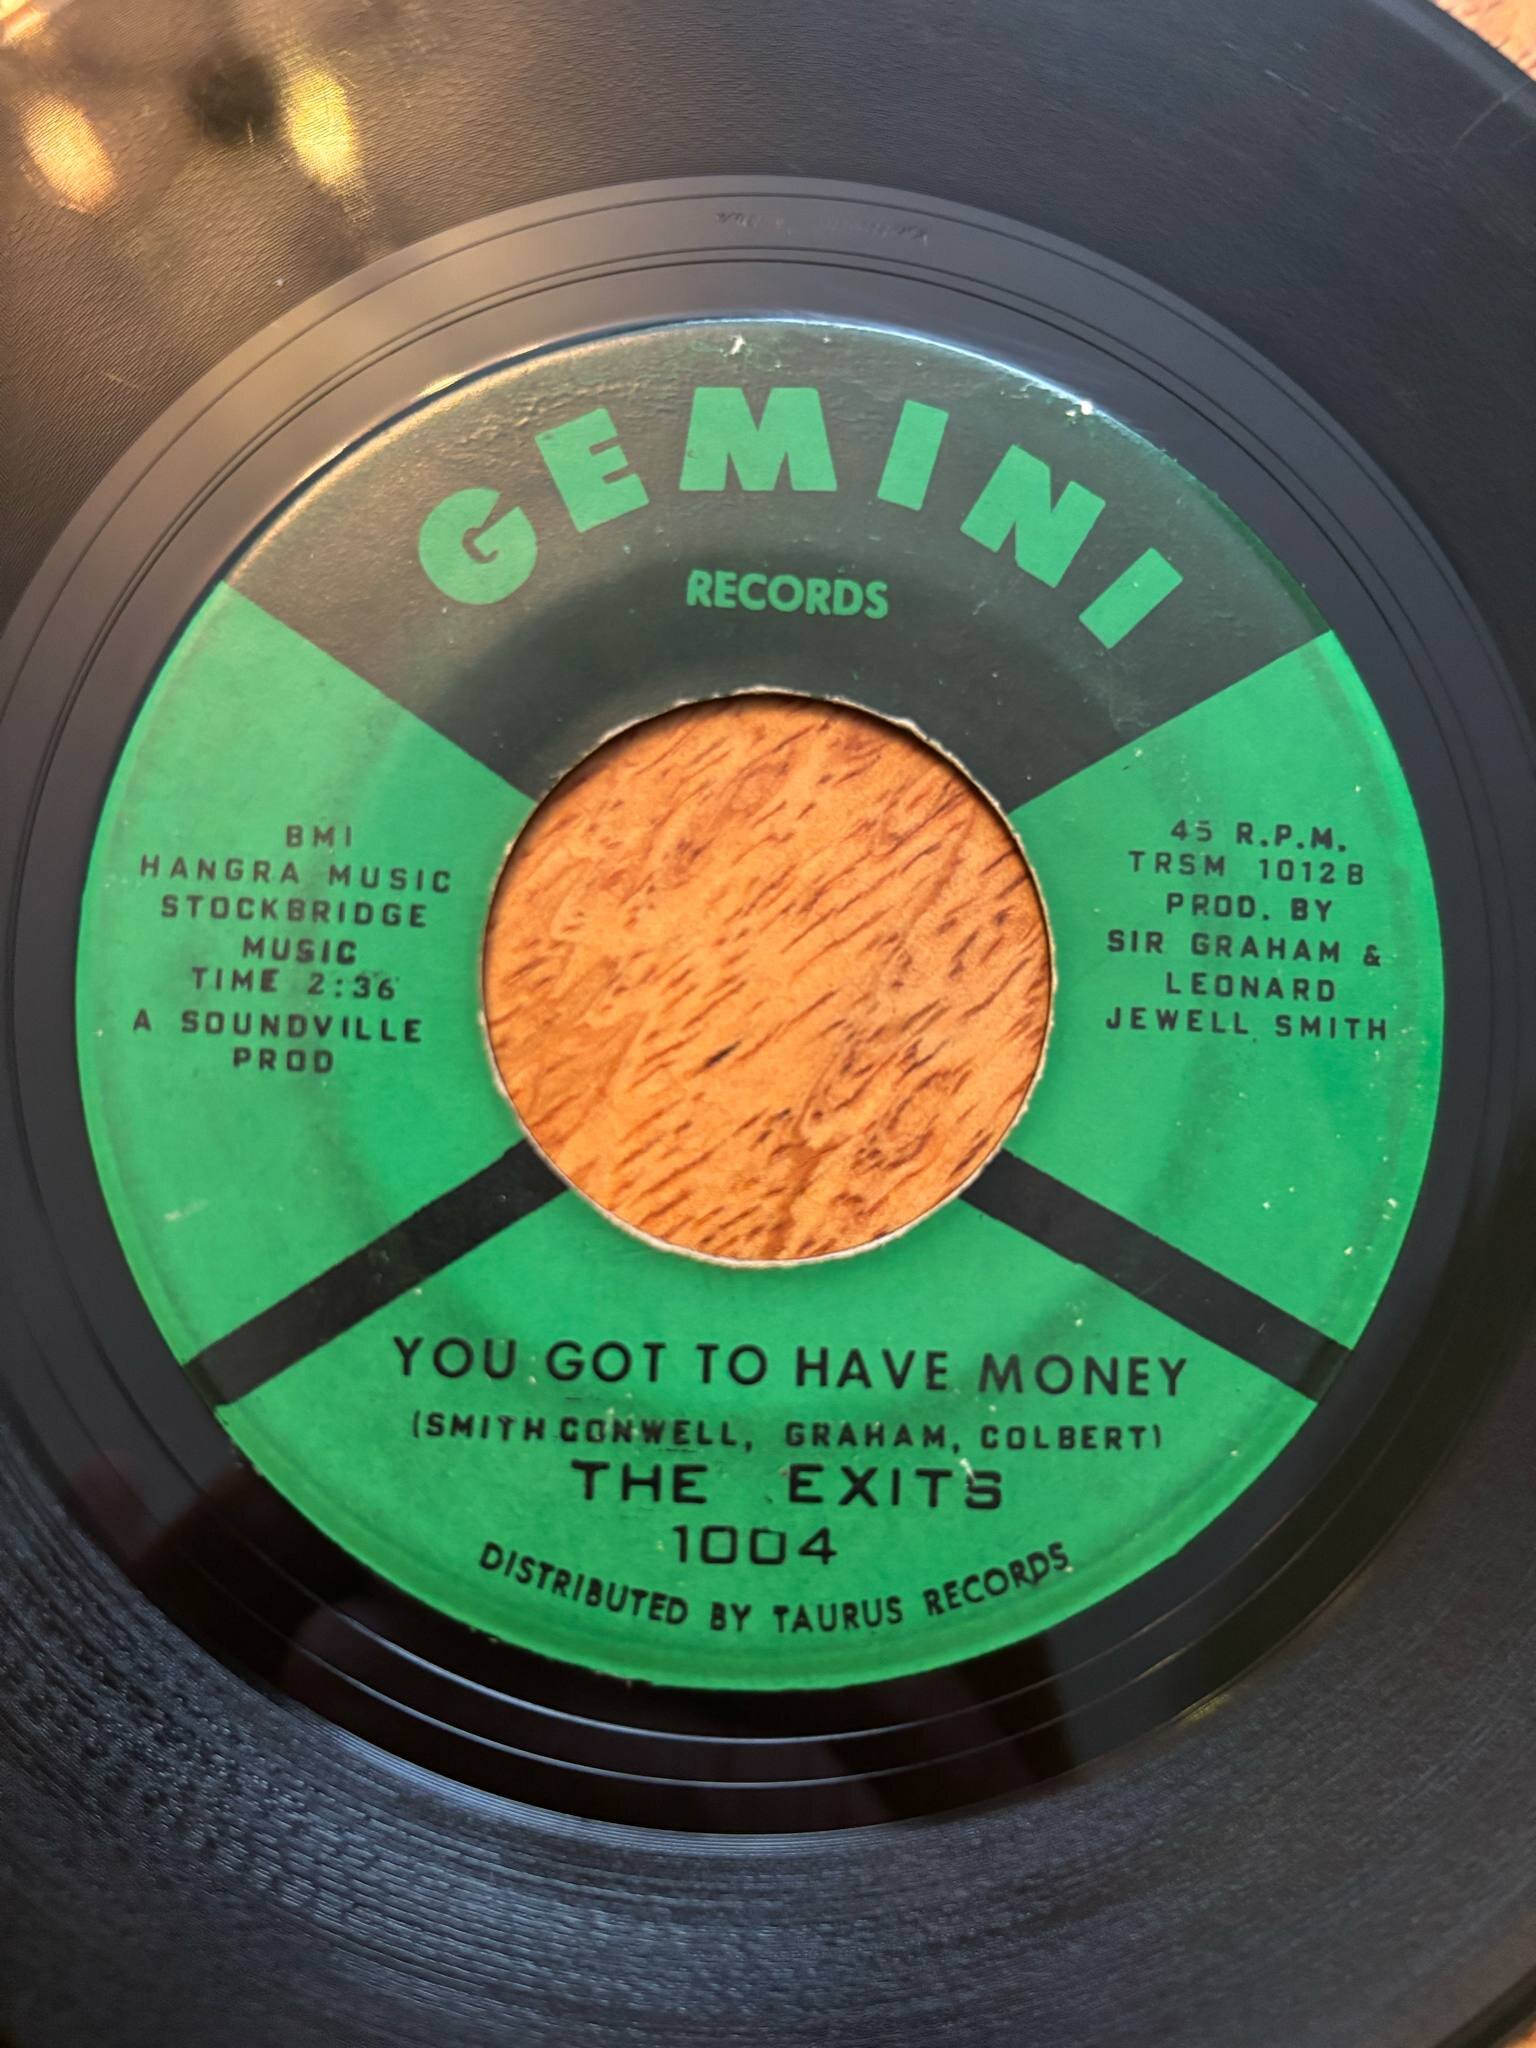 GEMINI
RECORDS
BMI
HANGRA MUSIC
STOCKBRIDGE
MUSIC
TIME 2:36
A SOUNDVILLE
PROD
45 R.P.M.
TRSM 1012B
PROD. BY
SIR GRAHAM &
LEONARD
JEWELL SMITH
YOU GOT TO HAVE MONEY
(SMITH CONWELL, GRAHAM, COLBERT)
THE EXITS
1004
DISTRIBUTED BY TAURUS RECORDS